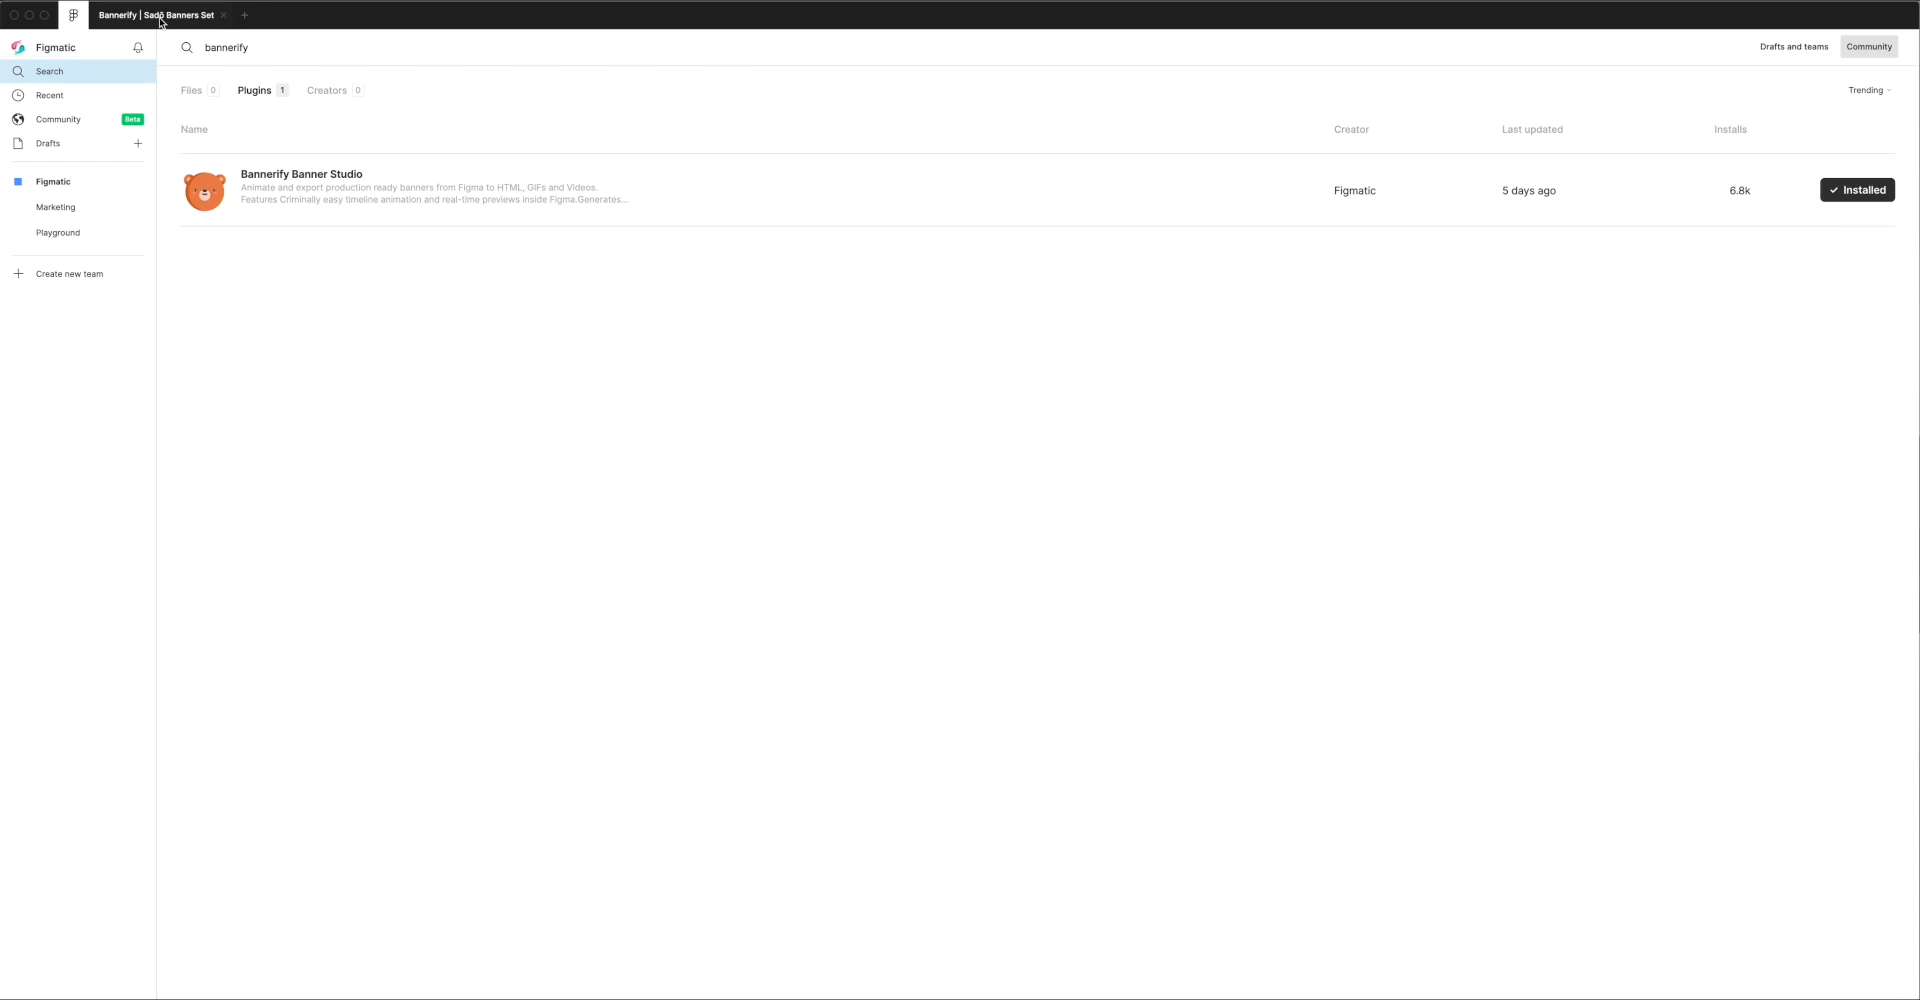 Bannerify | Sadō Banners Set
Figmatic
bannerify
Drafts and teams
Community
Search
Recent
Community
Beta
Drafts
Figmatic
Marketing
Playground
Create new team
Files 0
Plugins 1
Creators 0
Trending
Name
Creator
Last updated
Installs
Bannerify Banner Studio
Animate and export production ready banners from Figma to HTML, GIFs and Videos.
Features Criminally easy timeline animation and real-time previews inside Figma.Generates...
Figmatic
5 days ago
6.8k
Installed